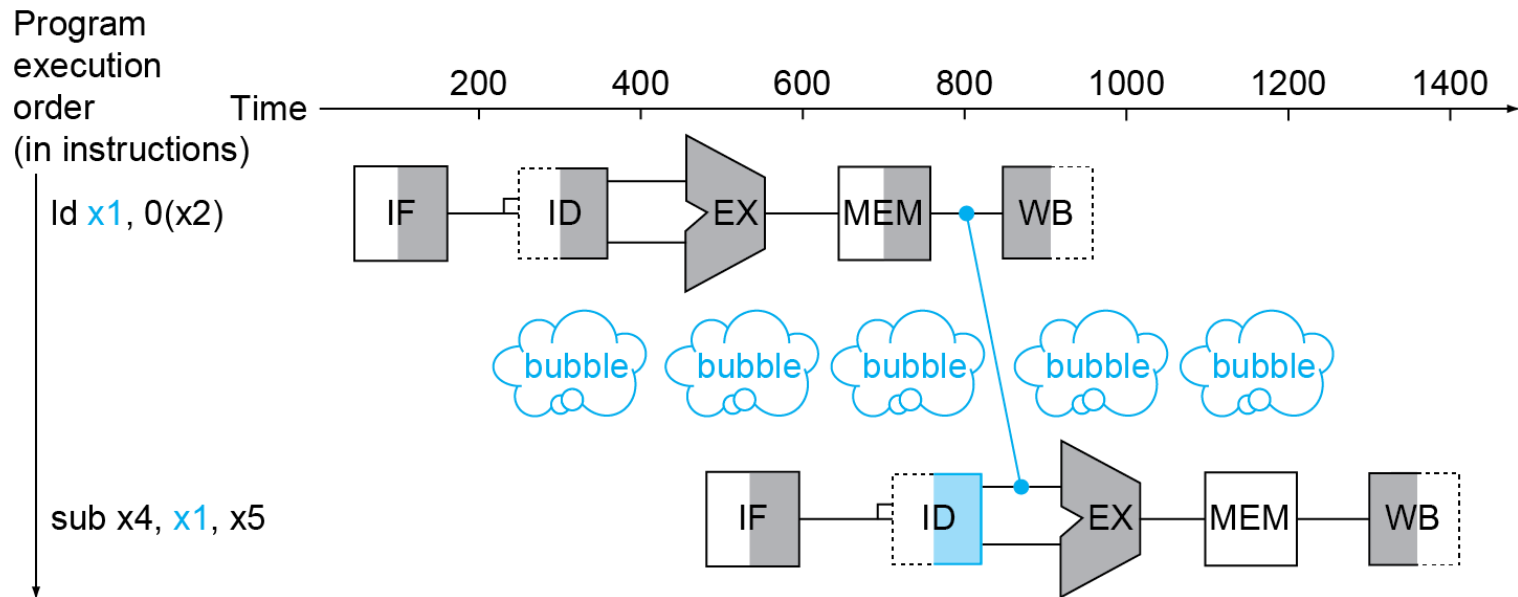 Program
execution
order
(in instructions)
Time
200 400 600 800 1000 1200 1400
ld x1, 0(x2)
IF ID EX MEM WB
bubble bubble bubble bubble bubble
sub x4, x1, x5
IF ID EX MEM WB